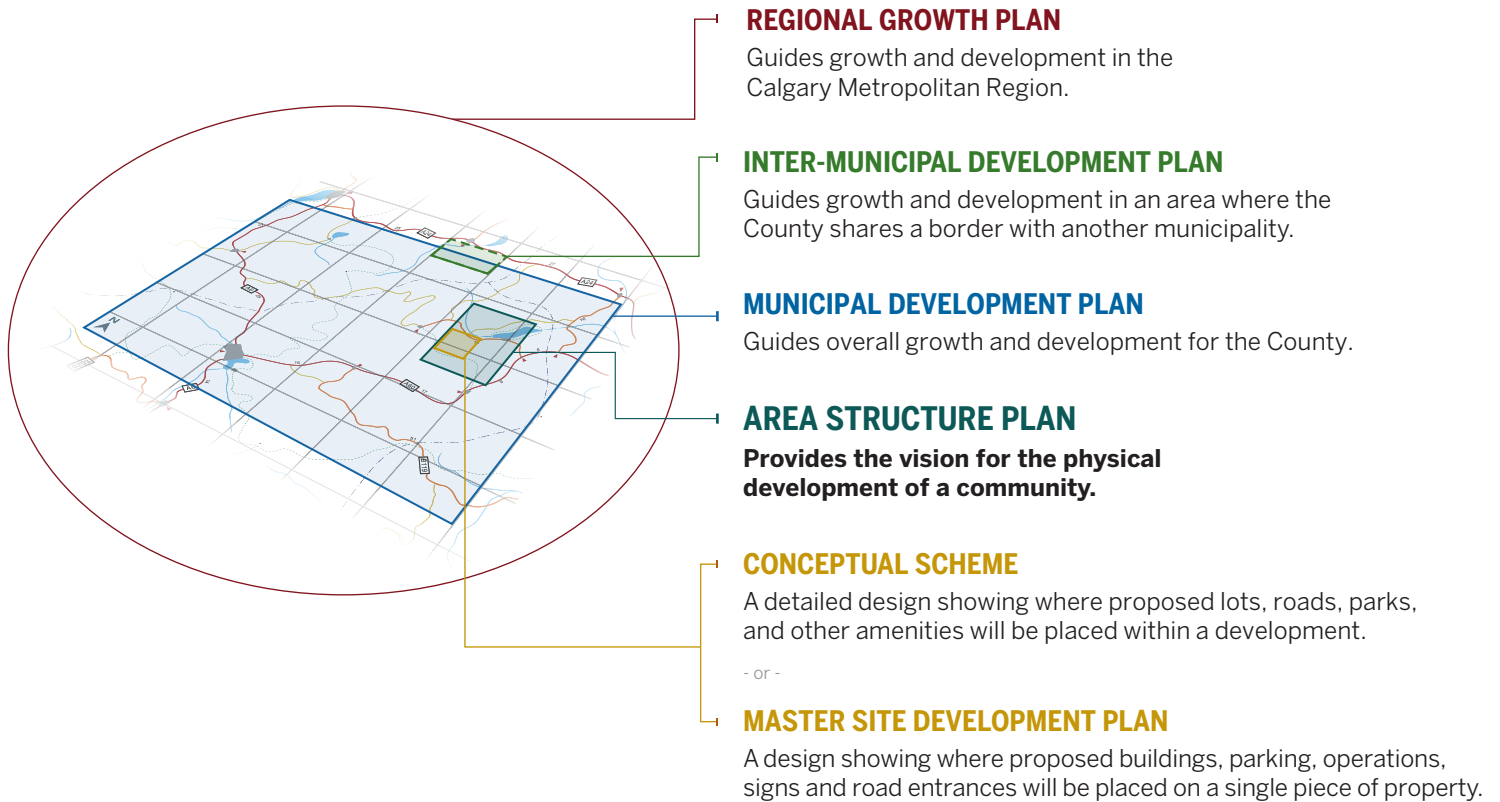 REGIONAL GROWTH PLAN
Guides growth and development in the
Calgary Metropolitan Region.
INTER-MUNICIPAL DEVELOPMENT PLAN
Guides growth and development in an area where the
County shares a border with another municipality.
MUNICIPAL DEVELOPMENT PLAN
Guides overall growth and development for the County.
AREA STRUCTURE PLAN
Provides the vision for the physical
development of a community.
CONCEPTUAL SCHEME
A detailed design showing where proposed lots, roads, parks,
and other amenities will be placed within a development.
- or -
MASTER SITE DEVELOPMENT PLAN
A design showing where proposed buildings, parking, operations,
signs and road entrances will be placed on a single piece of property.
N